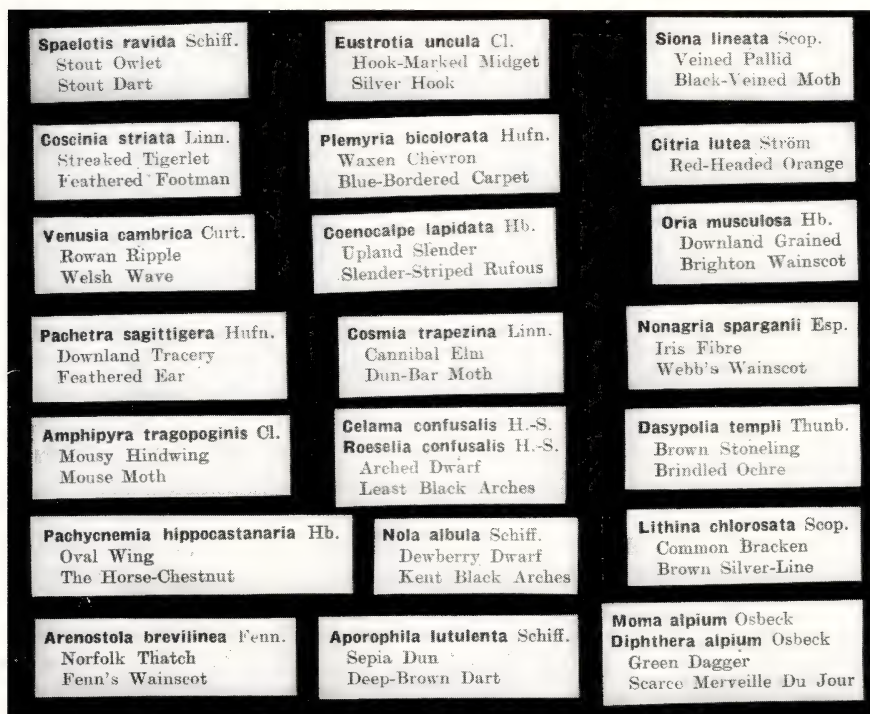 Spaelotis ravida Schiff.
Stout Owlet
Stout Dart
Eustrotia uncula Cl.
Hook-Marked Midget
Silver Hook
Siona lineata Scop.
Veined Pallid
Black-Veined Moth
Coscinia striata Linn.
Streaked Tigerlet
Feathered Footman
Plemyria bicolorata Hufn.
Waxen Chevron
Blue-Bordered Carpet
Citria lutea Ström
Red-Headed Orange
Venusia cambrica Curt.
Rowan Ripple
Welsh Wave
Coenocalpe lapidata Hb.
Upland Slender
Slender-Striped Rufous
Oria musculosa Hb.
Downland Grained
Brighton Wainscot
Pachetra sagittigera Hufn.
Downland Tracery
Feathered Ear
Cosmia trapezina Linn.
Cannibal Elm
Dun-Bar Moth
Nonagria sparganii Esp.
Iris Fibre
Webb's Wainscot
Amphipyra tragopoginis Cl.
Mousy Hindwing
Mouse Moth
Celama confusalis H.-S.
Roeselia confusalis H.-S.
Arched Dwarf
Least Black Arches
Dasypolia templi Thunb.
Brown Stoneling
Brindled Ochre
Pachycnemia hippocastanaria Hb.
Oval Wing
The Horse-Chestnut
Nola albula Schiff.
Dewberry Dwarf
Kent Black Arches
Lithina chlorosata Scop.
Common Bracken
Brown Silver-Line
Arenostola brevilinea Fenn.
Norfolk Thatch
Fenn's Wainscot
Aporophila lutulenta Schiff.
Sepia Dun
Deep-Brown Dart
Moma alpium Osbeck
Diphthera alpium Osbeck
Green Dagger
Scarce Merveille Du Jour